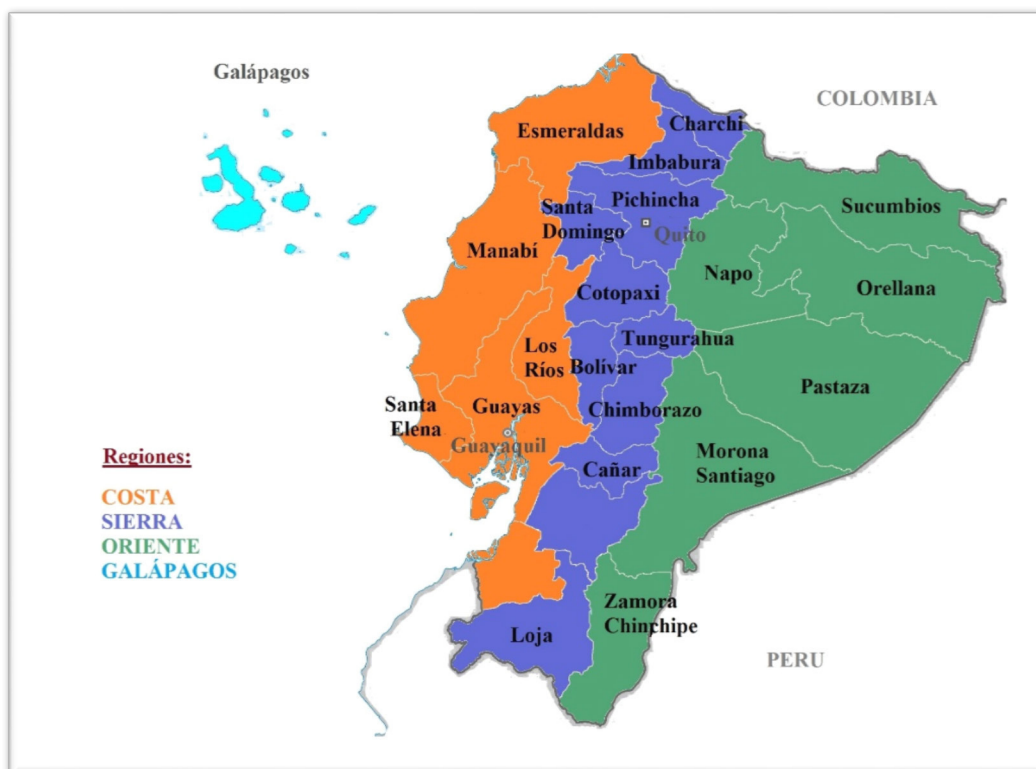 Galápagos
COLOMBIA
Charchi
Esmeraldas
Imbabura
Pichincha
Sucumbios
Santa
Domingo
Quito
Manabí
Napo
Orellana
Cotopaxi
Tungurahua
Los
Ríos
Bolívar
Pastaza
Santa
Elena
Guayas
Chimborazo
Guayaquil
Morona
Santiago
Cañar
Regiones:
COSTA
SIERRA
ORIENTE
GALÁPAGOS
Zamora
Chinchipe
Loja
PERU